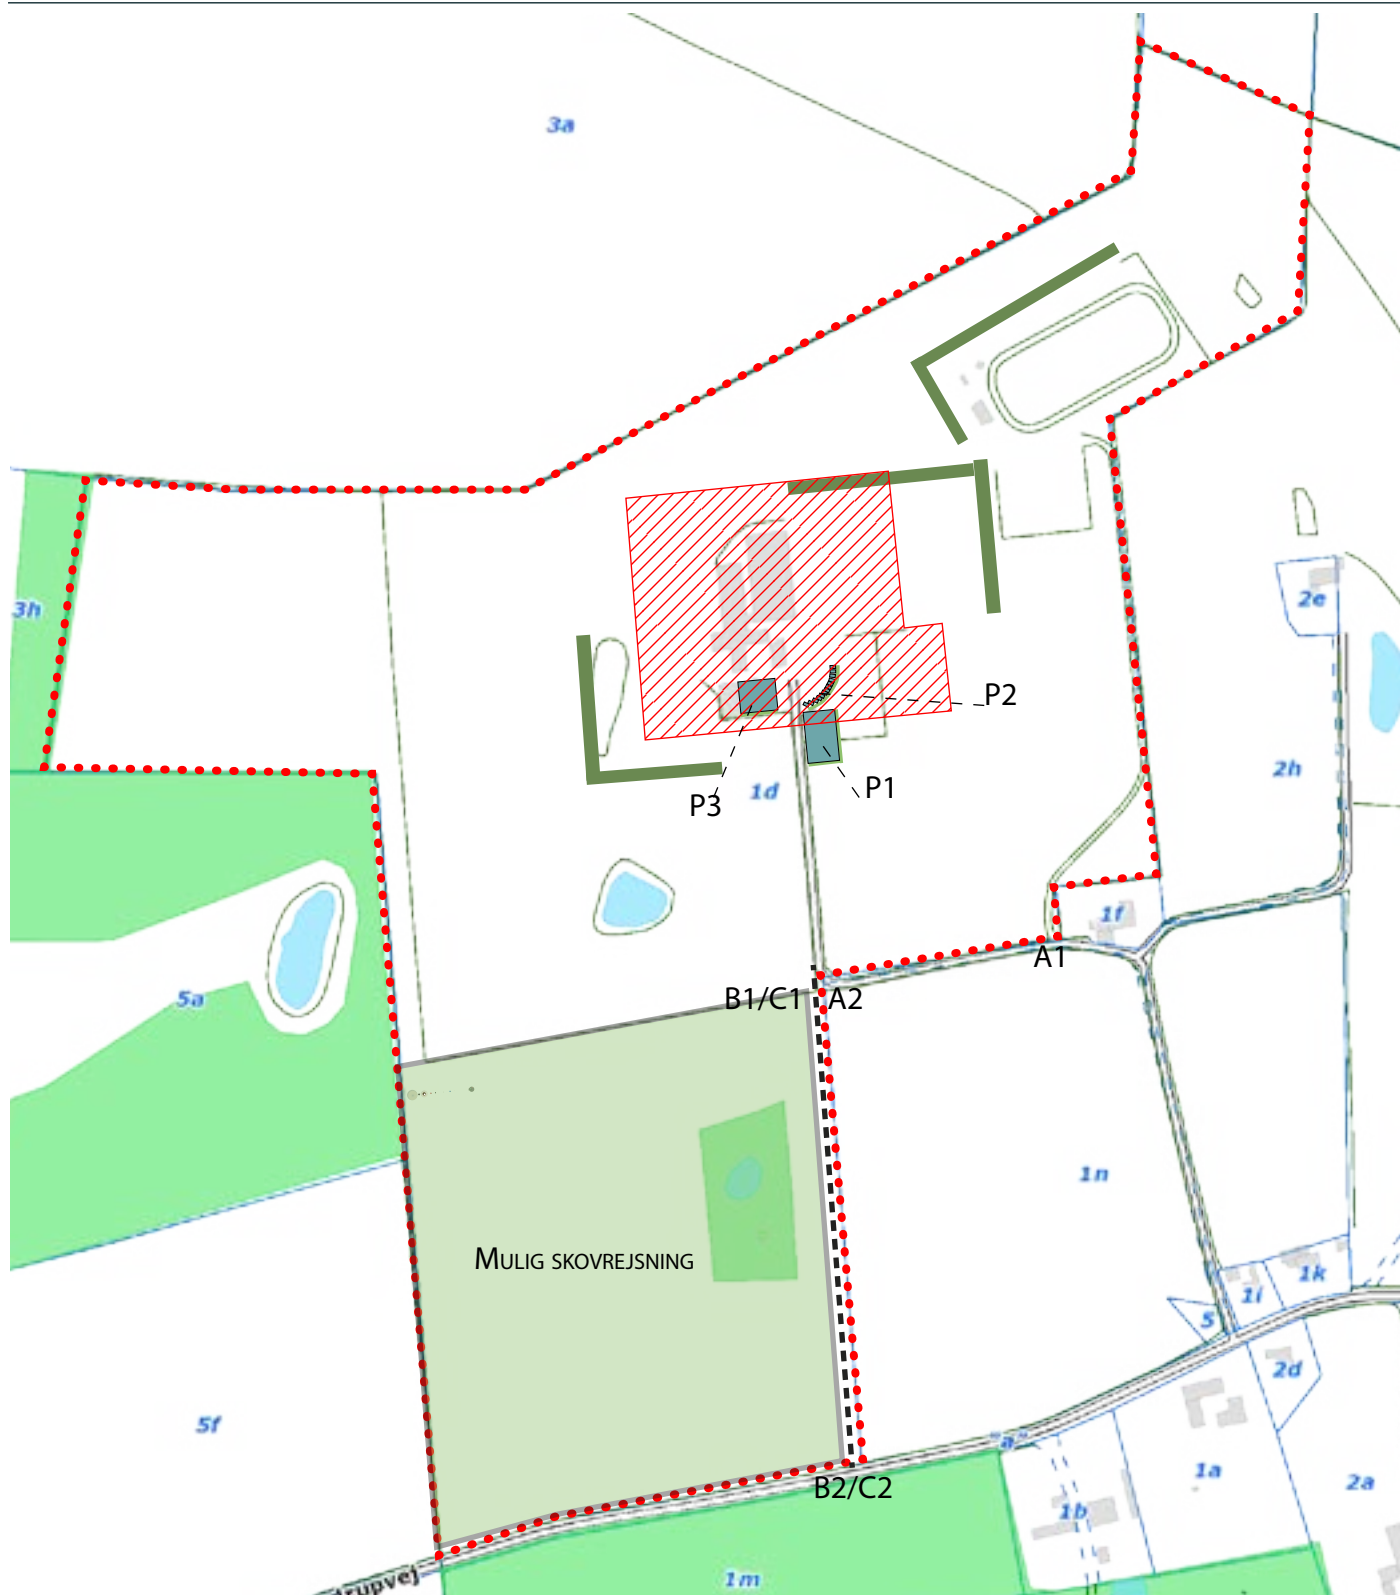 3a
3h
2e
P2
2h
P1
1d
P3
1f
A1
5a
B1/C1
A2
1n
Mulig skovrejsning
1k
1i
5
2d
5f
"a"
1a
2a
B2/C2
1b
1m